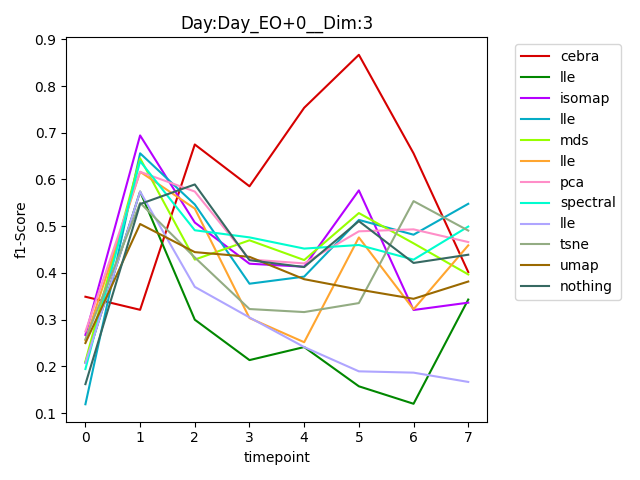 Day:Day_EO+0__Dim:3
f1-Score
0.9
0.8
0.7
0.6
0.5
0.4
0.3
0.2
0.1
0 1 2 3 4 5 6 7
timepoint
cebra
lle
isomap
lle
mds
lle
pca
spectral
lle
tsne
umap
nothing